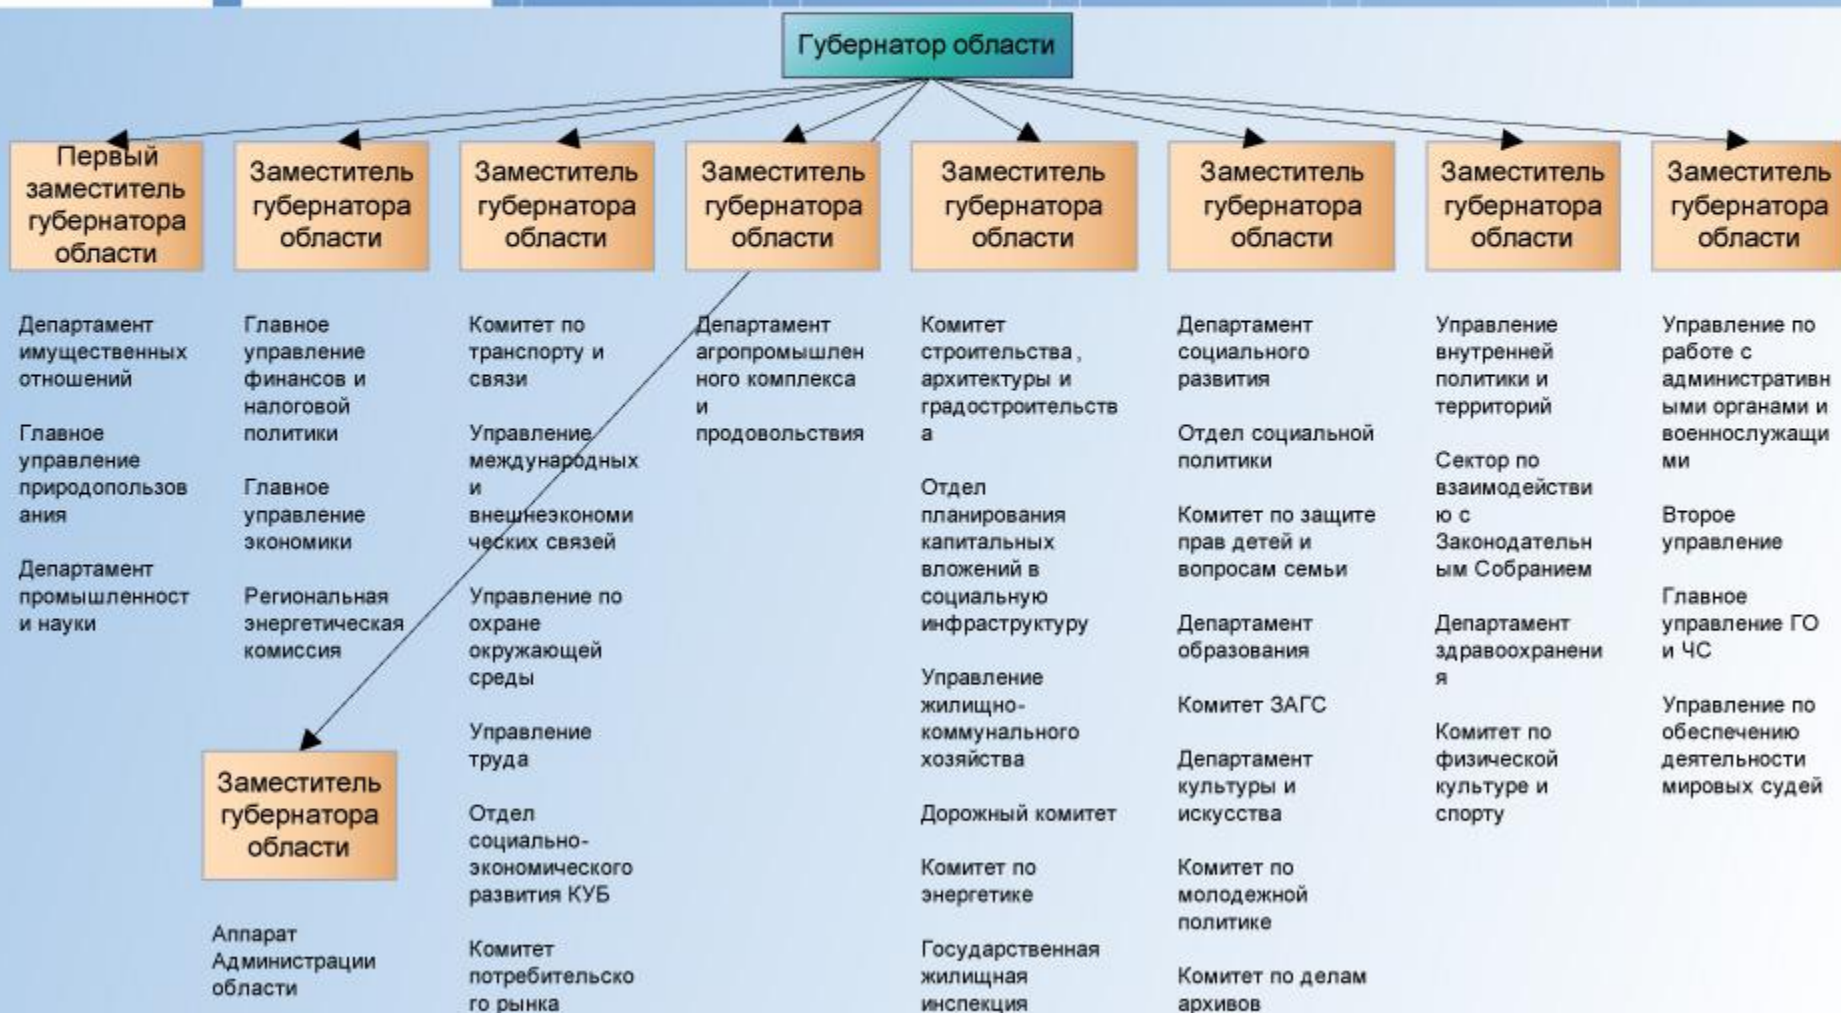 Губернатор области
Первый
заместитель
губернатора
области
Заместитель
губернатора
области
Заместитель
губернатора
области
Заместитель
губернатора
области
Заместитель
губернатора
области
Заместитель
губернатора
области
Заместитель
губернатора
области
Заместитель
губернатора
области
Департамент
имущественных
отношений
Главное
управление
природопользов
ания
Департамент
промышленност
и науки
Главное
управление
финансов и
налоговой
политики
Главное
управление
экономики
Региональная
энергетическая
комиссия
Заместитель
губернатора
области
Аппарат
Администрации
области
Комитет по
транспорту и
связи
Управление
международных
и
внешнеэкономи
ческих связей
Управление по
охране
окружающей
среды
Управление
труда
Отдел
социально-
экономического
развития КУБ
Комитет
потребительско
го рынка
Департамент
агропромышлен
ного комплекса
и
продовольствия
Комитет
строительства,
архитектуры и
градостроительств
а
Отдел
планирования
капитальных
вложений в
социальную
инфраструктуру
Управление
жилищно-
коммунального
хозяйства
Дорожный комитет
Комитет по
энергетике
Государственная
жилищная
инспекция
Департамент
социального
развития
Отдел социальной
политики
Комитет по защите
прав детей и
вопросам семьи
Департамент
образования
Комитет ЗАГС
Департамент
культуры и
искусства
Комитет по
молодежной
политике
Комитет по делам
архивов
Управление
внутренней
политики и
территорий
Сектор по
взаимодействи
ю с
Законодательн
ым Собранием
Департамент
здравоохранени
я
Комитет по
физической
культуре и
спорту
Управление по
работе с
административн
ыми органами и
военнослужащи
ми
Второе
управление
Главное
управление ГО
и ЧС
Управление по
обеспечению
деятельности
мировых судей